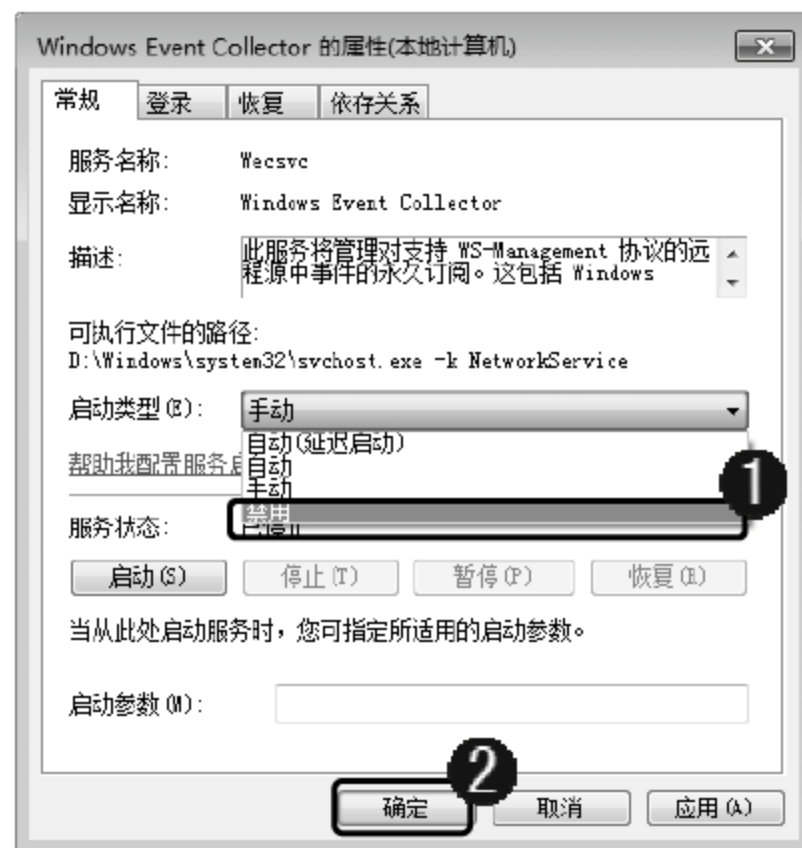 Windows Event Collector 的属性(本地计算机)
常规 登录 恢复 依存关系
服务名称: Wecsvc
显示名称: Windows Event Collector
描述: 此服务将管理对支持 WS-Management 协议的远
程源中事件的永久订阅。这包括 Windows
可执行文件的路径:
D:\Windows\system32\svchost.exe -k NetworkService
启动类型(E): 手动
自动(延迟启动)
帮助我配置服务 自动
手动
1
禁用
服务状态: 已停止
启动(S) 停止(T) 暂停(P) 恢复(R)
当从此处启动服务时，您可指定所适用的启动参数。
启动参数(M):
2
确定 取消 应用(A)